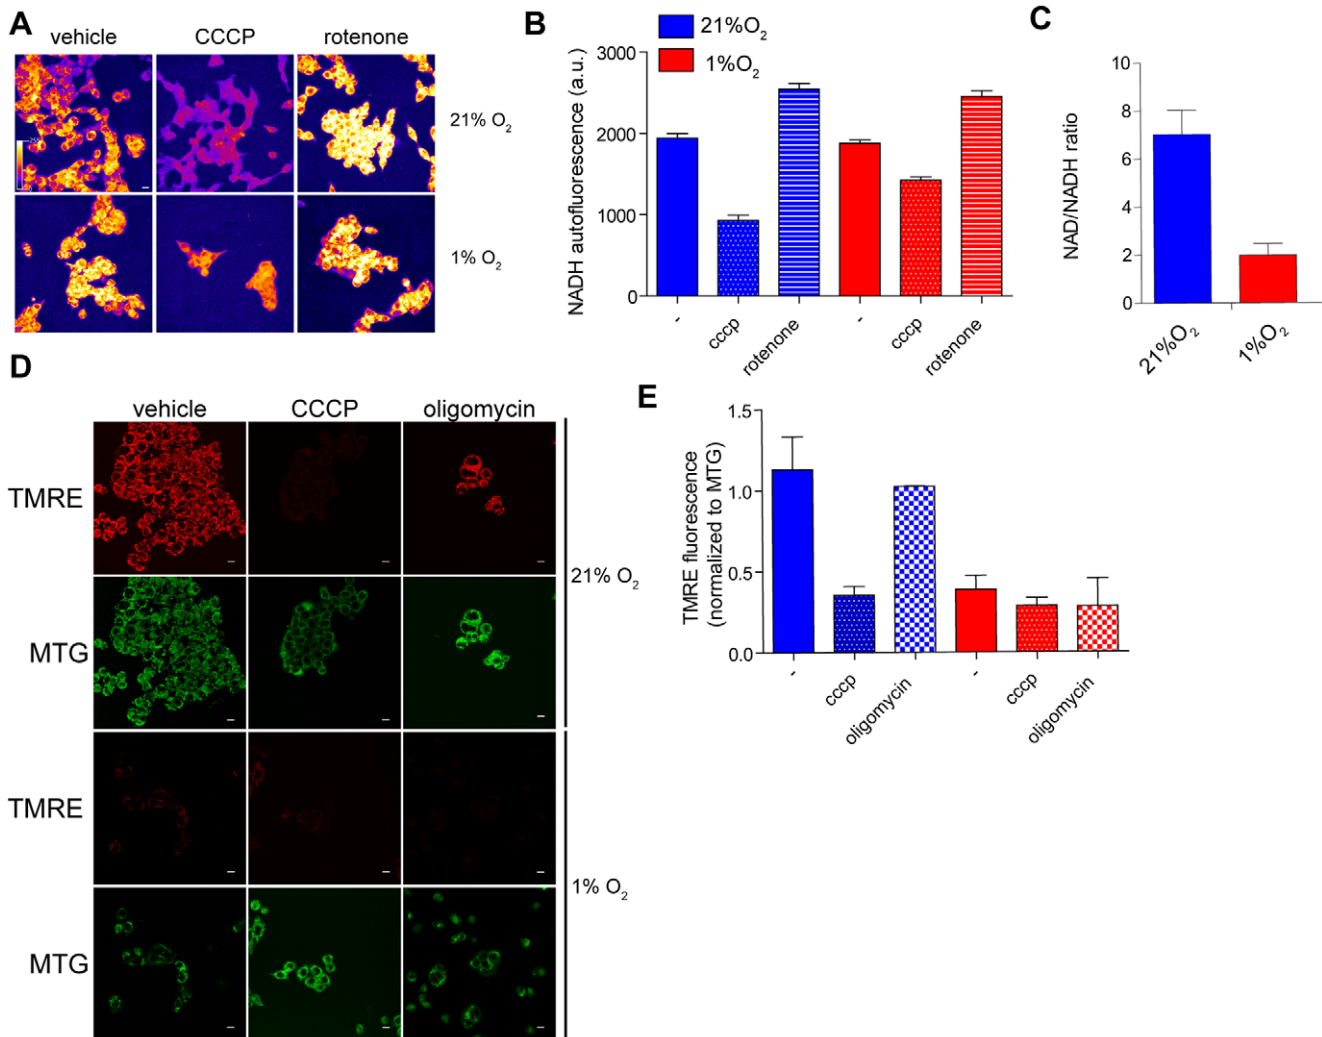 A
vehicle
CCCP
rotenone
21% O2
1% O2
B
21%O2
1%O2
NADH autofluorescence (a.u.)
3000
2000
1000
0
-
cccp
rotenone
-
cccp
rotenone
C
NAD/NADH ratio
10
8
6
4
2
0
21%O2
1%O2
D
vehicle
CCCP
oligomycin
TMRE
MTG
21% O2
TMRE
MTG
1% O2
E
TMRE fluorescence
(normalized to MTG)
1.5
1.0
0.5
0.0
-
cccp
oligomycin
-
cccp
oligomycin